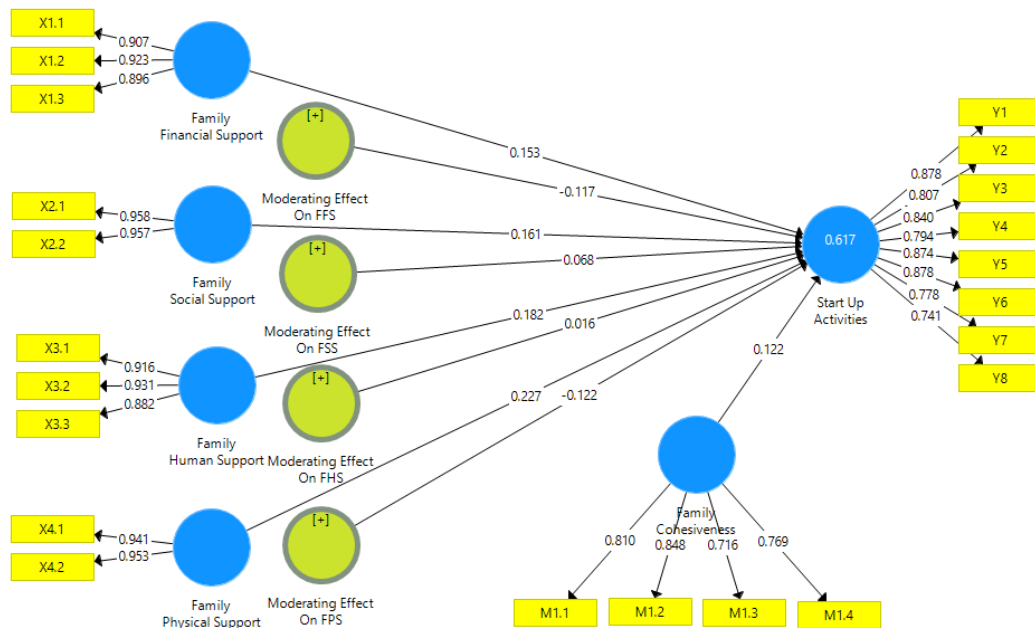 X1.1
X1.2
X1.3
0.907
0.923
0.896
Family
Financial Support
[+]
Moderating Effect
On FFS
0.153
-0.117
X2.1
X2.2
0.958
0.957
Family
Social Support
[+]
Moderating Effect
On FSS
0.161
0.068
X3.1
X3.2
X3.3
0.916
0.931
0.882
Family
Human Support
[+]
Moderating Effect
On FHS
0.182
0.016
X4.1
X4.2
0.941
0.953
Family
Physical Support
[+]
Moderating Effect
On FPS
0.227
-0.122
0.617
Start Up
Activities
0.878
0.807
0.840
0.794
0.874
0.878
0.778
0.741
Y1
Y2
Y3
Y4
Y5
Y6
Y7
Y8
0.122
Family
Cohesiveness
0.810
0.848
0.716
0.769
M1.1
M1.2
M1.3
M1.4